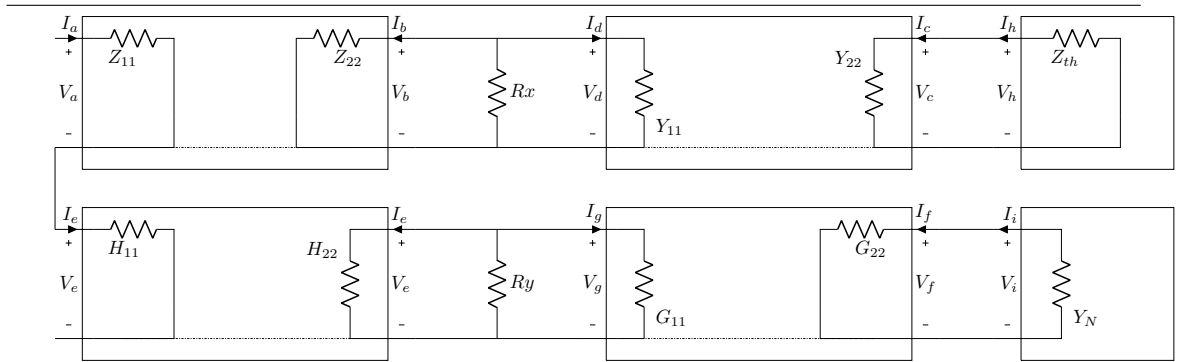 I_a I_b I_d I_c I_h
+ + + + +
Z_11 Z_22 Y_22 Z_th
V_a V_b Rx V_d V_c V_h
Y_11
- - - - -
I_e I_e I_g I_f I_i
+ + + + +
H_11 H_22 G_22
V_e V_e Ry V_g V_f V_i
G_11 Y_N
- - - - -